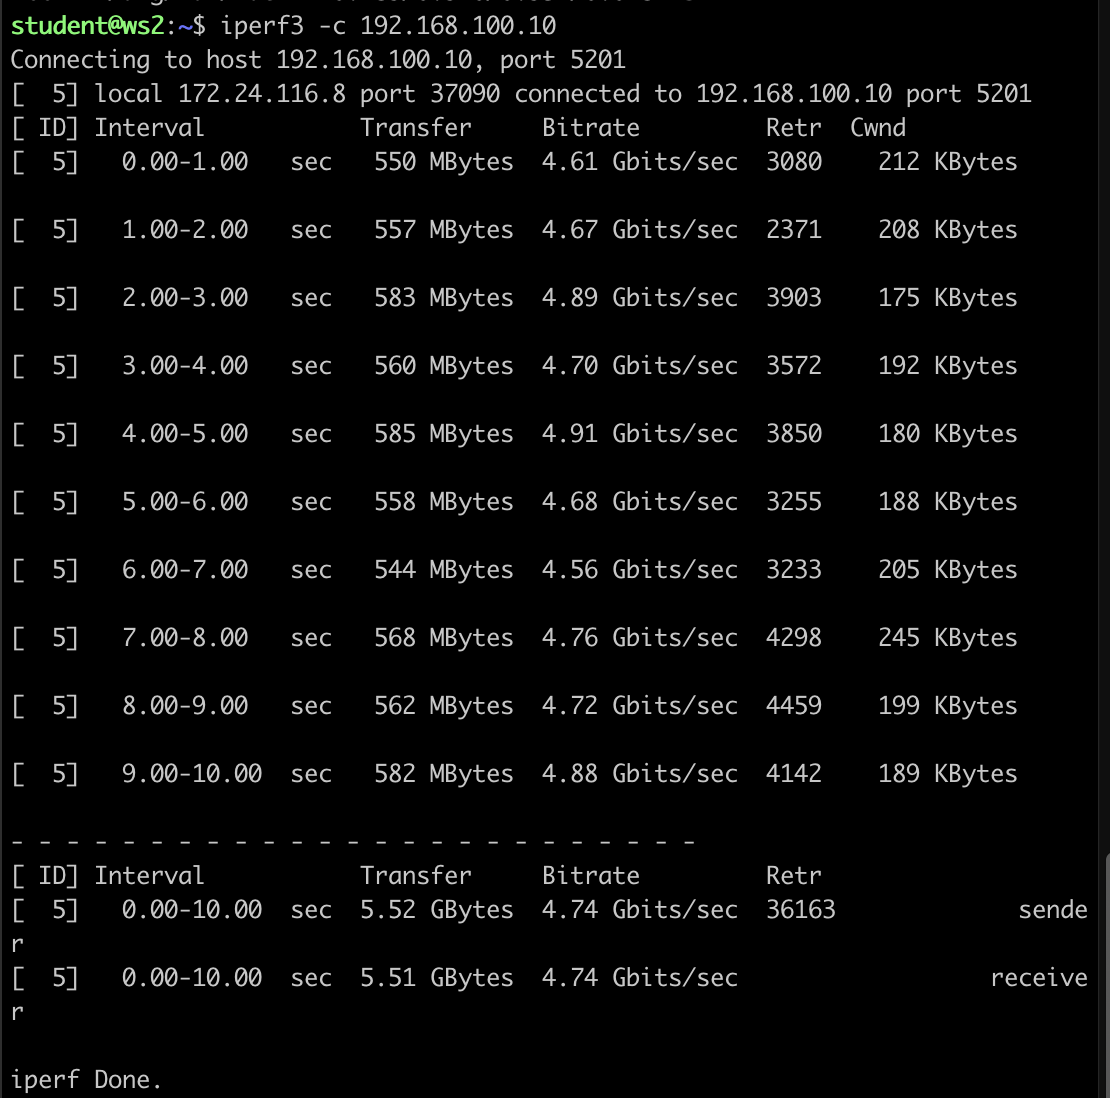 student@ws2:~$ iperf3 -c 192.168.100.10
Connecting to host 192.168.100.10, port 5201
[  5] local 172.24.116.8 port 37090 connected to 192.168.100.10 port 5201
[ ID] Interval           Transfer     Bitrate         Retr  Cwnd
[  5]   0.00-1.00   sec   550 MBytes  4.61 Gbits/sec  3080    212 KBytes
[  5]   1.00-2.00   sec   557 MBytes  4.67 Gbits/sec  2371    208 KBytes
[  5]   2.00-3.00   sec   583 MBytes  4.89 Gbits/sec  3903    175 KBytes
[  5]   3.00-4.00   sec   560 MBytes  4.70 Gbits/sec  3572    192 KBytes
[  5]   4.00-5.00   sec   585 MBytes  4.91 Gbits/sec  3850    180 KBytes
[  5]   5.00-6.00   sec   558 MBytes  4.68 Gbits/sec  3255    188 KBytes
[  5]   6.00-7.00   sec   544 MBytes  4.56 Gbits/sec  3233    205 KBytes
[  5]   7.00-8.00   sec   568 MBytes  4.76 Gbits/sec  4298    245 KBytes
[  5]   8.00-9.00   sec   562 MBytes  4.72 Gbits/sec  4459    199 KBytes
[  5]   9.00-10.00  sec   582 MBytes  4.88 Gbits/sec  4142    189 KBytes
- - - - - - - - - - - - - - - - - - - - - - - - -
[ ID] Interval           Transfer     Bitrate         Retr
[  5]   0.00-10.00  sec  5.52 GBytes  4.74 Gbits/sec  36163             sende
r
[  5]   0.00-10.00  sec  5.51 GBytes  4.74 Gbits/sec                  receive
r
iperf Done.